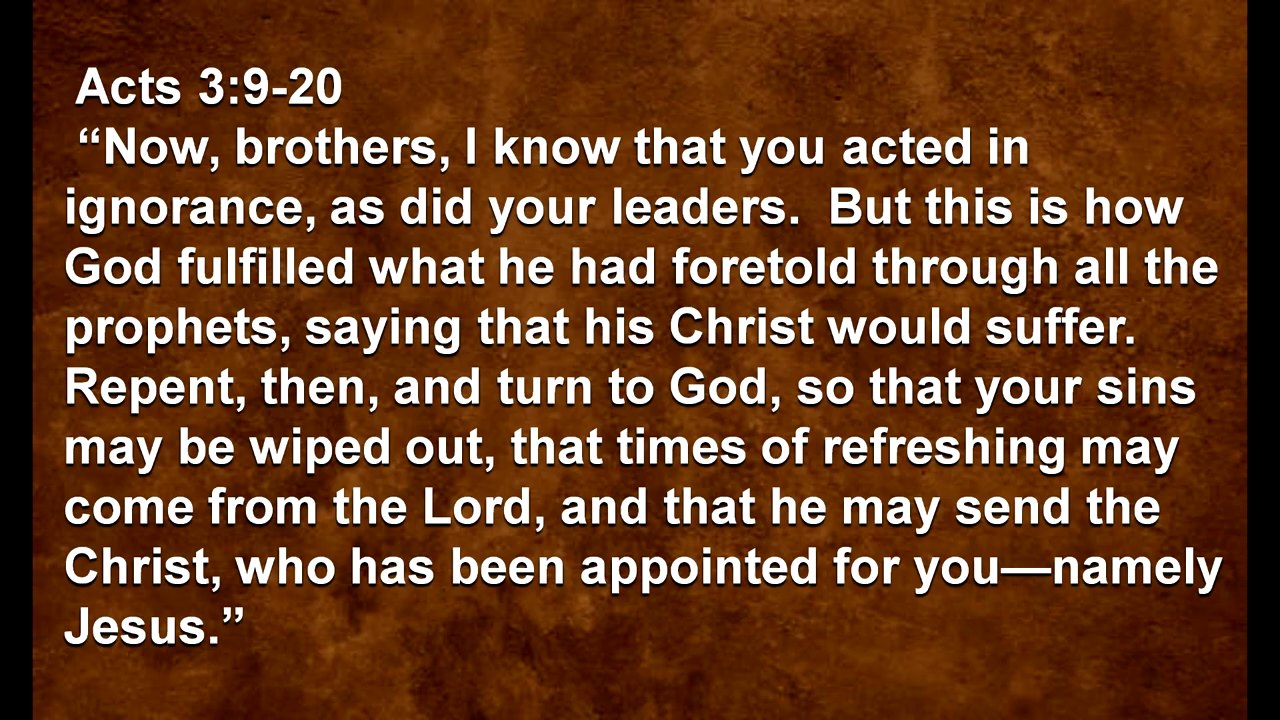 Acts 3:9-20
“Now, brothers, I know that you acted in
ignorance, as did your leaders.  But this is how
God fulfilled what he had foretold through all the
prophets, saying that his Christ would suffer.
Repent, then, and turn to God, so that your sins
may be wiped out, that times of refreshing may
come from the Lord, and that he may send the
Christ, who has been appointed for you—namely
Jesus.”